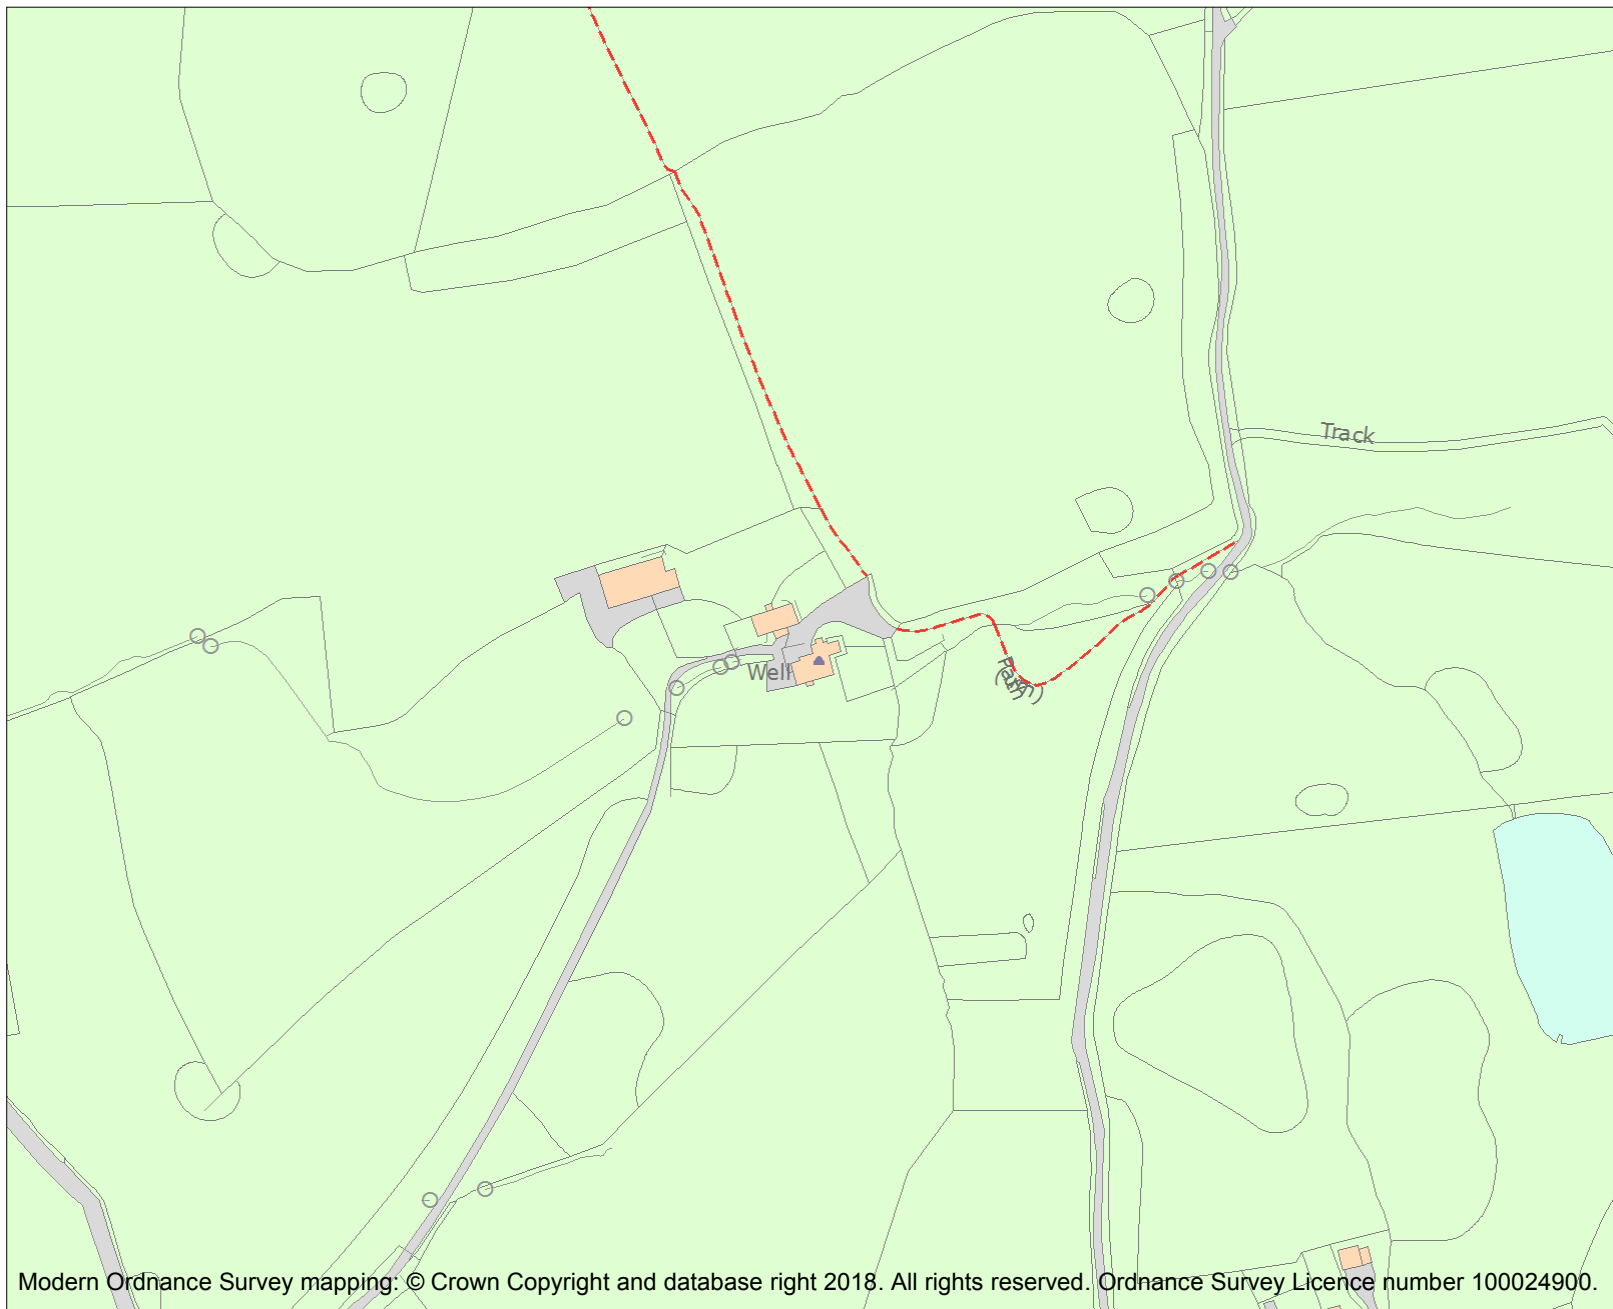 Track
Well
Modern Ordnance Survey mapping: © Crown Copyright and database right 2018. All rights reserved. Ordnance Survey Licence number 100024900.